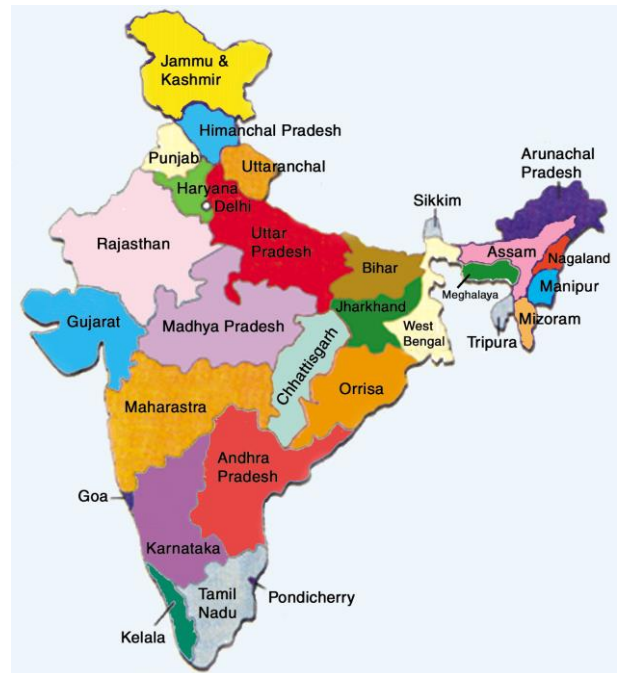 Jammu &
Kashmir
Himanchal Pradesh
Punjab
Uttaranchal
Haryana
Delhi
Arunachal
Pradesh
Sikkim
Rajasthan
Uttar
Pradesh
Assam
Nagaland
Bihar
Meghalaya
Manipur
Gujarat
Madhya Pradesh
Jharkhand
West
Bengal
Tripura
Mizoram
Chhattisgarh
Maharastra
Orrisa
Andhra
Pradesh
Goa
Karnataka
Tamil
Nadu
Pondicherry
Kelala